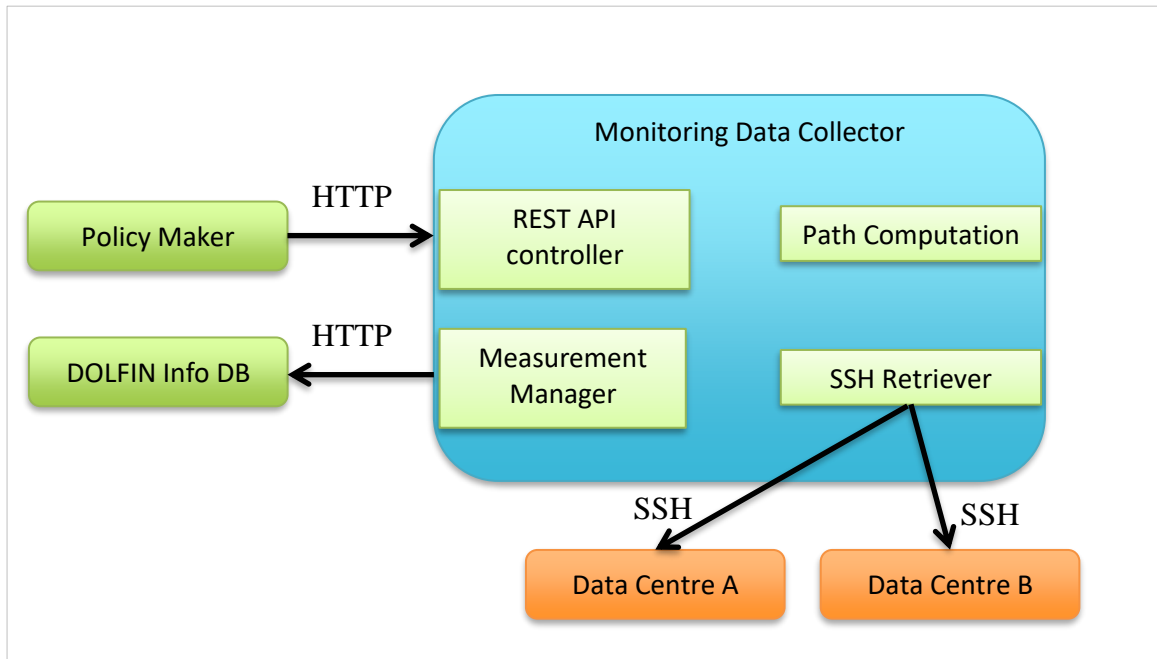 Monitoring Data Collector
HTTP
Policy Maker
REST API
controller
Path Computation
HTTP
DOLFIN Info DB
Measurement
Manager
SSH Retriever
SSH
SSH
Data Centre A
Data Centre B